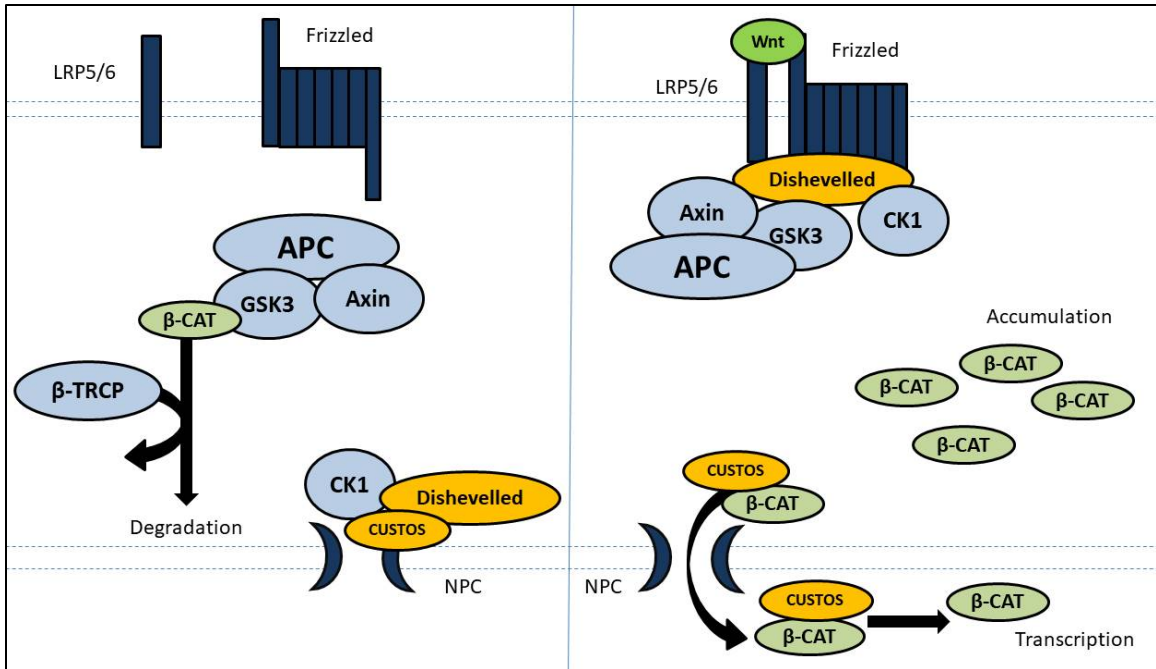 Frizzled
LRP5/6
APC
GSK3
Axin
β-CAT
β-TRCP
CK1
Dishevelled
CUSTOS
Degradation
NPC
Wnt
Frizzled
LRP5/6
Dishevelled
Axin
CK1
GSK3
APC
Accumulation
β-CAT
β-CAT
β-CAT
β-CAT
CUSTOS
β-CAT
NPC
CUSTOS
β-CAT
β-CAT
Transcription